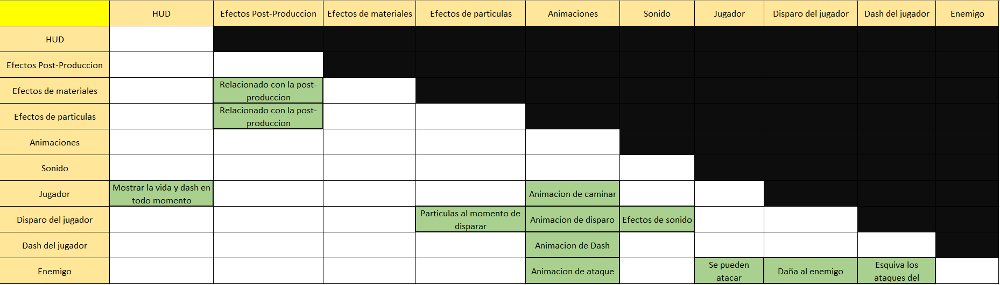 HUD
Efectos Post-Produccion
Efectos de materiales
Efectos de particulas
Animaciones
Sonido
Jugador
Disparo del jugador
Dash del jugador
Enemigo
HUD
Efectos Post-Produccion
Efectos de materiales
Relacionado con la post-
produccion
Efectos de particulas
Relacionado con la post-
produccion
Animaciones
Sonido
Jugador
Mostrar la vida y dash en
todo momento
Animacion de caminar
Disparo del jugador
Particulas al momento de
disparar
Animacion de disparo
Efectos de sonido
Dash del jugador
Animacion de Dash
Enemigo
Animacion de ataque
Se pueden
atacar
Daña al enemigo
Esquiva los
ataques del